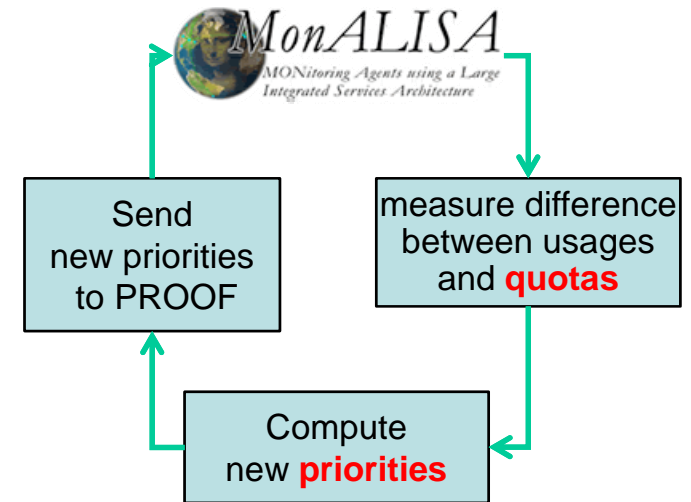 MonALISA
MONitoring Agents using a Large
Integrated Services Architecture
Send
new priorities
to PROOF
measure difference
between usages
and quotas
Compute
new priorities